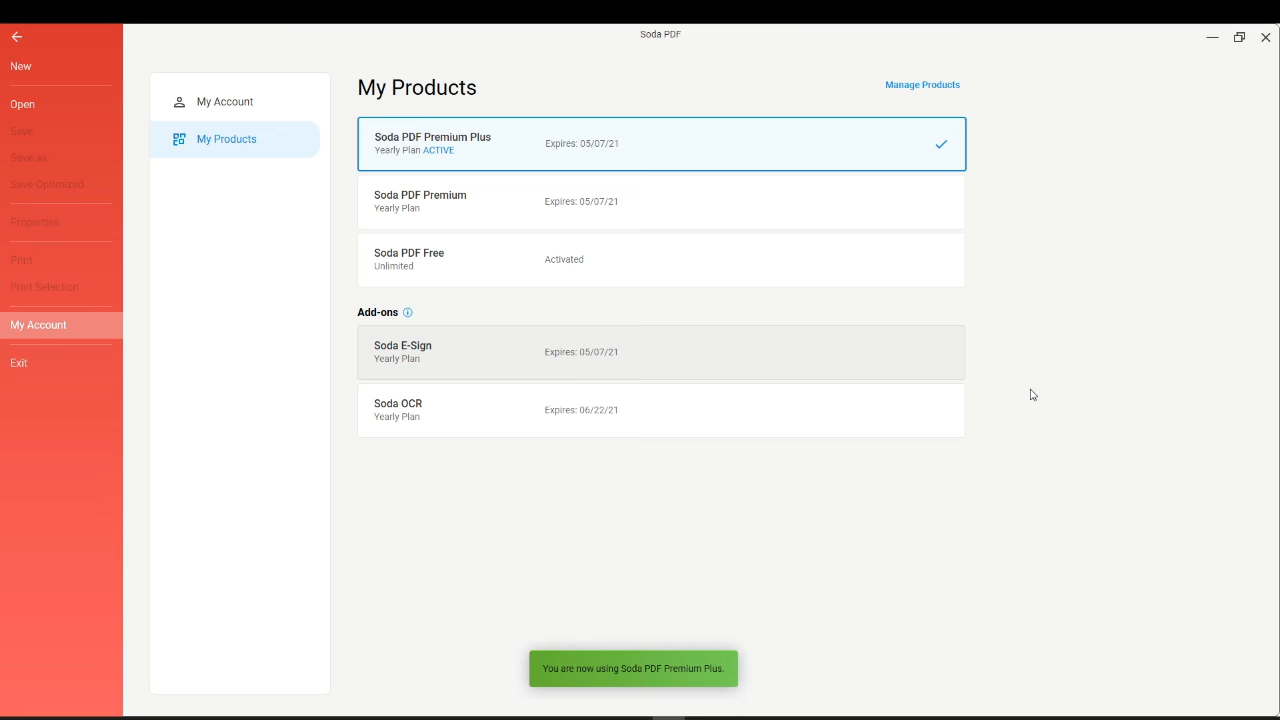 Soda PDF
New
Open
Save
Save as
Save Optimized
Properties
Print
Print Selection
My Account
Exit
My Account
My Products
My Products
Manage Products
Soda PDF Premium Plus
Yearly Plan ACTIVE
Expires: 05/07/21
Soda PDF Premium
Yearly Plan
Expires: 05/07/21
Soda PDF Free
Unlimited
Activated
Add-ons
Soda E-Sign
Yearly Plan
Expires: 05/07/21
Soda OCR
Yearly Plan
Expires: 06/22/21
You are now using Soda PDF Premium Plus.